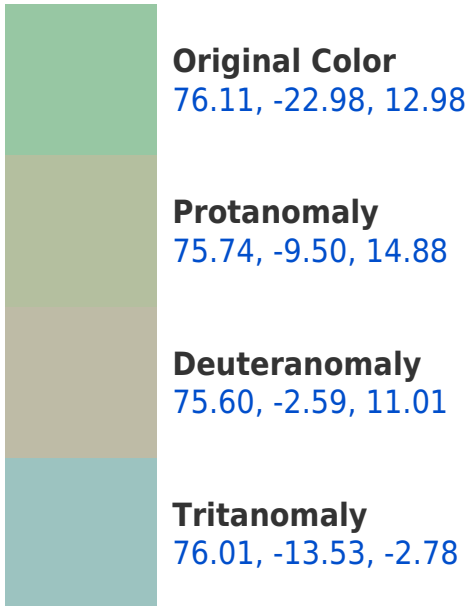 Original Color
76.11, -22.98, 12.98
Protanomaly
75.74, -9.50, 14.88
Deuteranomaly
75.60, -2.59, 11.01
Tritanomaly
76.01, -13.53, -2.78